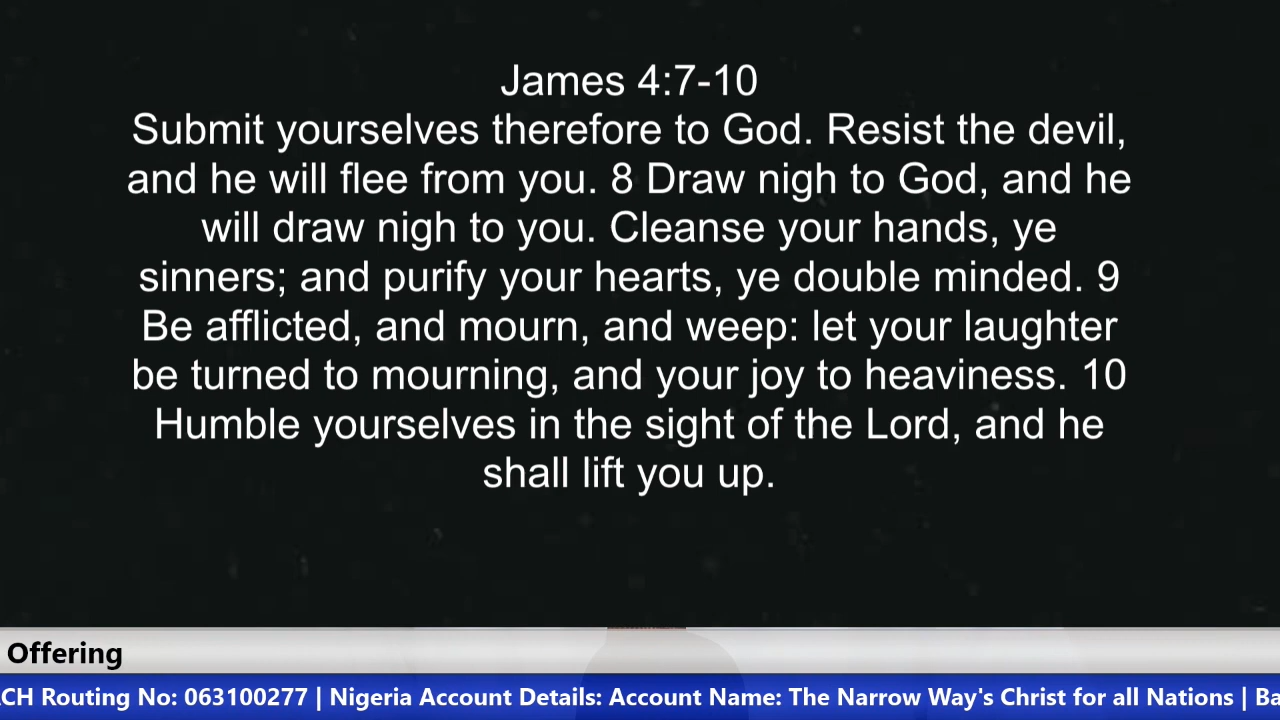 James 4:7-10
Submit yourselves therefore to God. Resist the devil,
and he will flee from you. 8 Draw nigh to God, and he
will draw nigh to you. Cleanse your hands, ye
sinners; and purify your hearts, ye double minded. 9
Be afflicted, and mourn, and weep: let your laughter
be turned to mourning, and your joy to heaviness. 10
Humble yourselves in the sight of the Lord, and he
shall lift you up.
Offering
CH Routing No: 063100277 | Nigeria Account Details: Account Name: The Narrow Way's Christ for all Nations | Ba